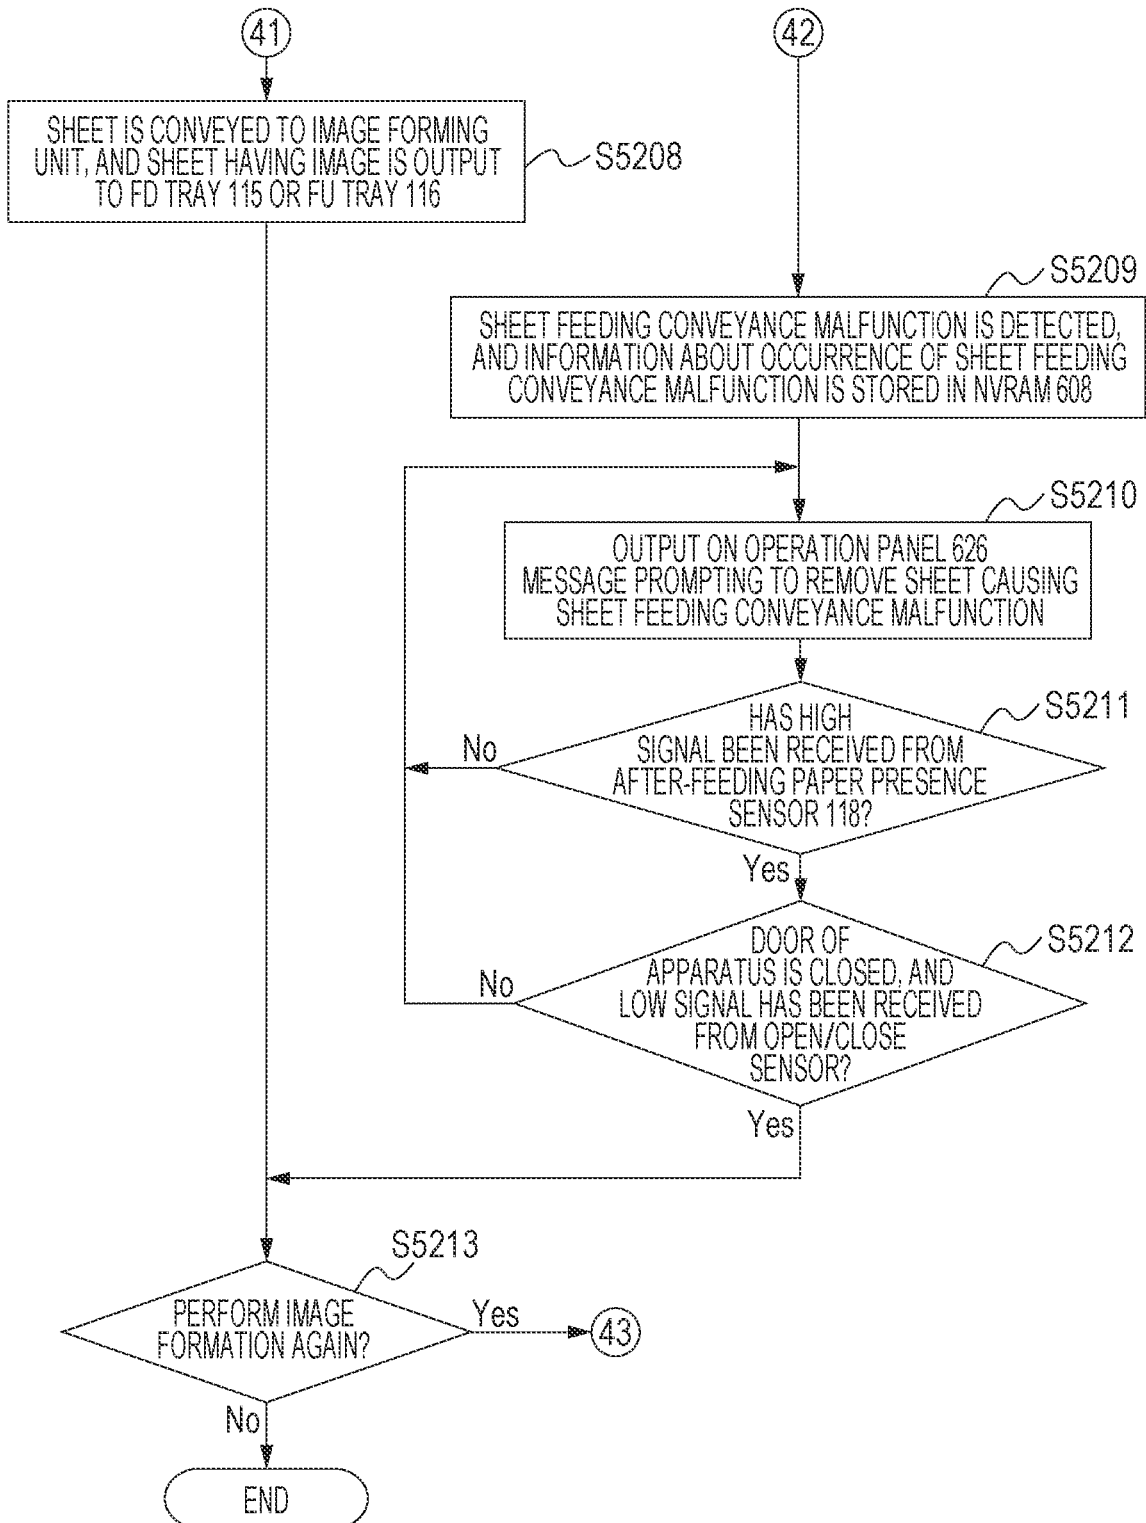 41
42
SHEET IS CONVEYED TO IMAGE FORMING
UNIT, AND SHEET HAVING IMAGE IS OUTPUT
TO FD TRAY 115 OR FU TRAY 116
S5208
S5209
SHEET FEEDING CONVEYANCE MALFUNCTION IS DETECTED,
AND INFORMATION ABOUT OCCURRENCE OF SHEET FEEDING
CONVEYANCE MALFUNCTION IS STORED IN NVRAM 608
S5210
OUTPUT ON OPERATION PANEL 626
MESSAGE PROMPTING TO REMOVE SHEET CAUSING
SHEET FEEDING CONVEYANCE MALFUNCTION
S5211
HAS HIGH
SIGNAL BEEN RECEIVED FROM
AFTER-FEEDING PAPER PRESENCE
SENSOR 118?
No
Yes
S5212
DOOR OF
APPARATUS IS CLOSED, AND
LOW SIGNAL HAS BEEN RECEIVED
FROM OPEN/CLOSE
SENSOR?
No
Yes
S5213
PERFORM IMAGE
FORMATION AGAIN?
Yes
43
No
END